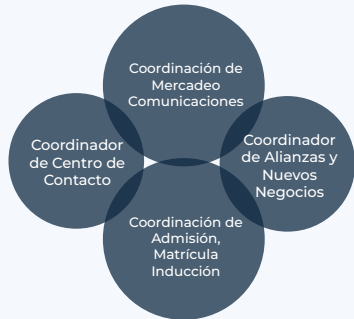 Coordinación de
Mercadeo
Comunicaciones
Coordinador
de Centro de
Contacto
Coordinador
de Alianzas y
Nuevos
Negocios
Coordinación de
Admisión,
Matrícula
Inducción